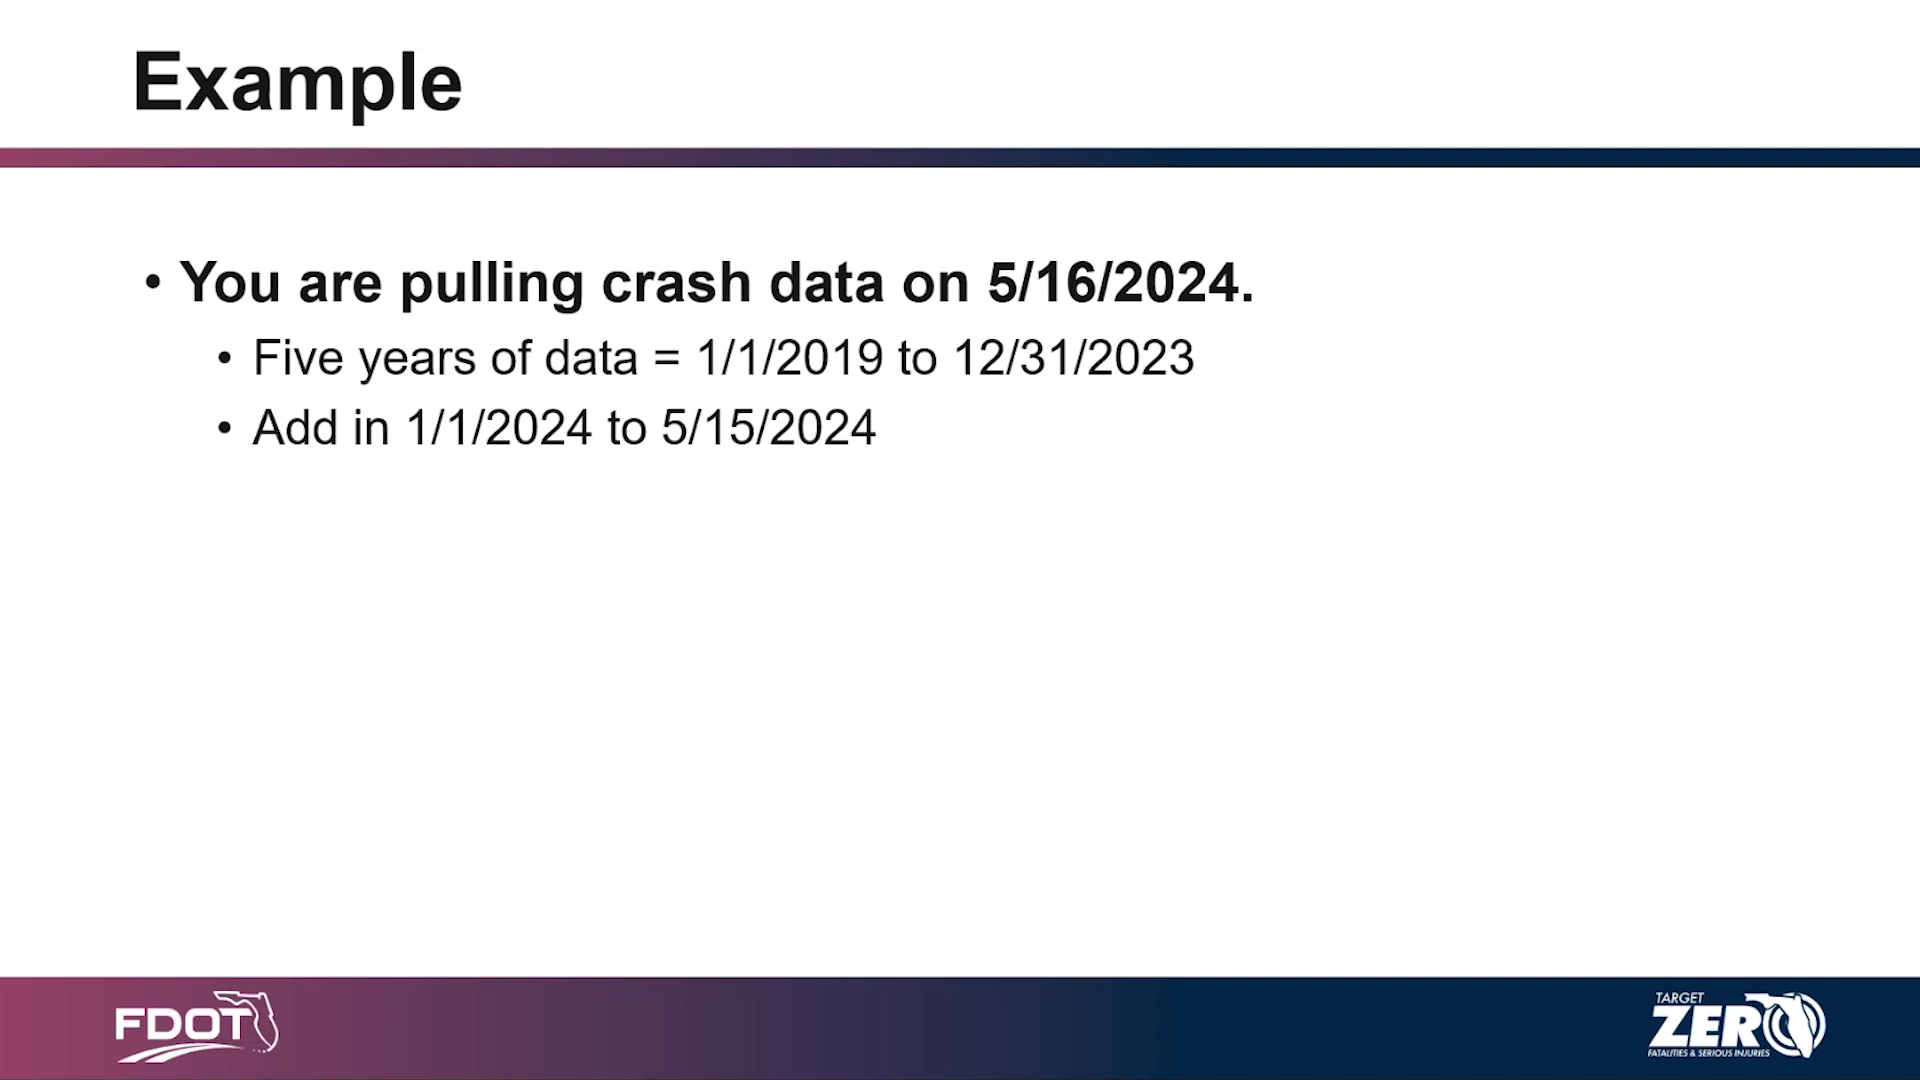 Example
• You are pulling crash data on 5/16/2024.
• Five years of data = 1/1/2019 to 12/31/2023
• Add in 1/1/2024 to 5/15/2024
FDOT
TARGET
ZERO
FATALITIES & SERIOUS INJURIES